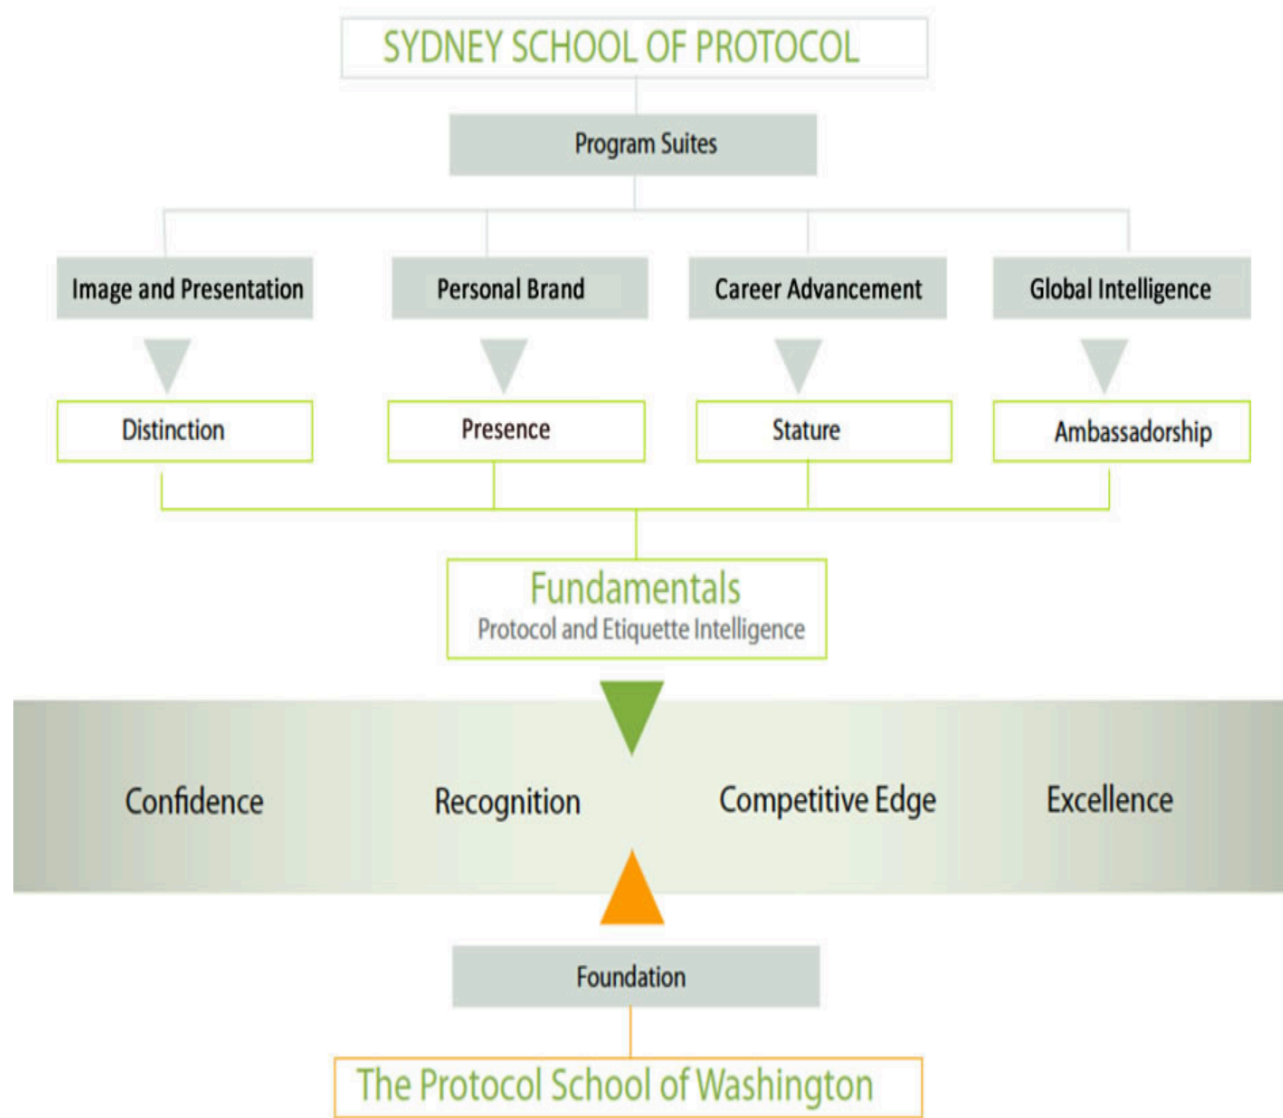 SYDNEY SCHOOL OF PROTOCOL
Program Suites
Image and Presentation
Personal Brand
Career Advancement
Global Intelligence
Distinction
Presence
Stature
Ambassadorship
Fundamentals
Protocol and Etiquette Intelligence
Confidence
Recognition
Competitive Edge
Excellence
Foundation
The Protocol School of Washington